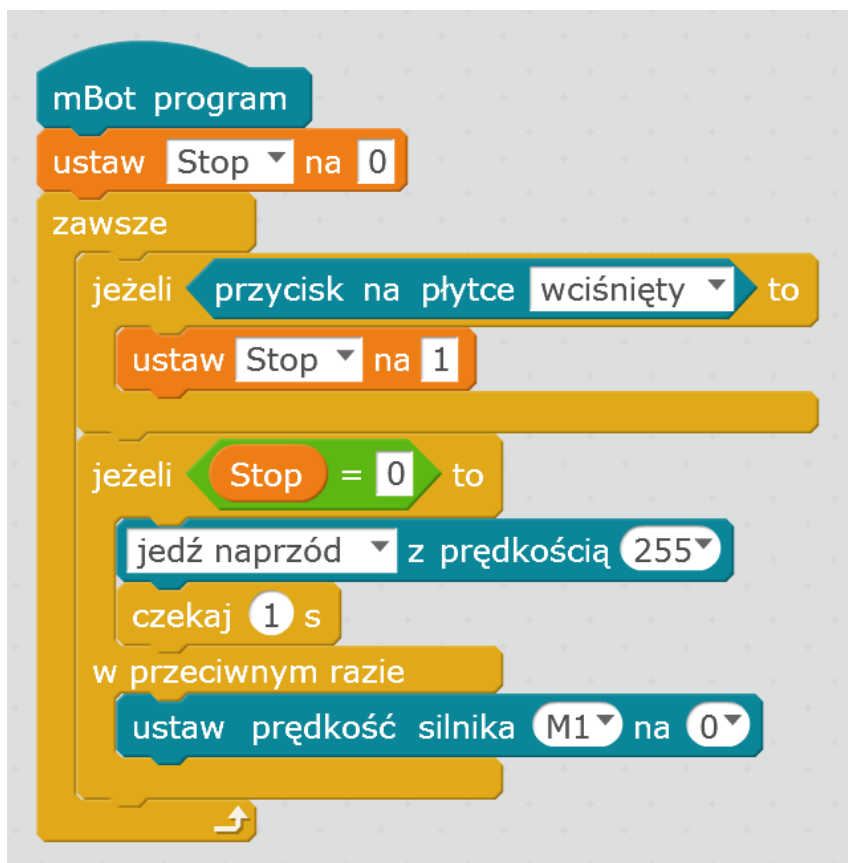 mBot program
ustaw Stop na 0
zawsze
jeżeli przycisk na płytce wciśnięty to
ustaw Stop na 1
jeżeli Stop = 0 to
jedź naprzód z prędkością 255
czekaj 1 s
w przeciwnym razie
ustaw prędkość silnika M1 na 0